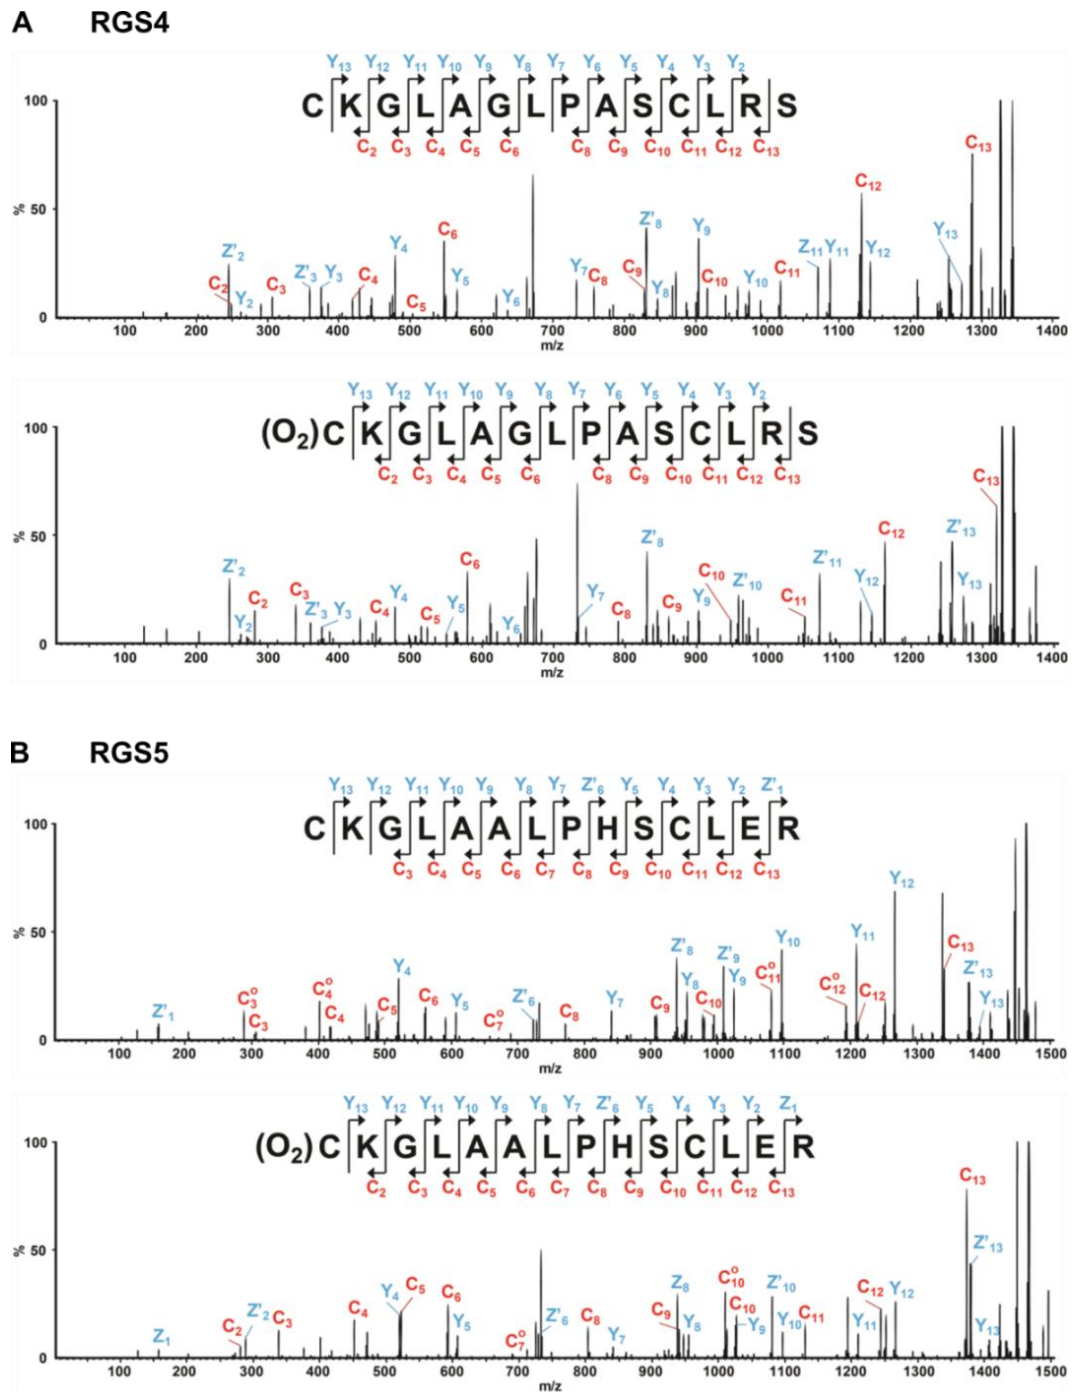 A RGS4
Y13 Y12 Y11 Y10 Y9 Y8 Y7 Y6 Y5 Y4 Y3 Y2
CKGLAGLPASCLRS
C2 C3 C4 C5 C6 C8 C9 C10 C11 C12 C13
100
50
0
%
Z'2 C2 Y2 C3 Z'3 Y3 C4 Y4 C5 C6 Y5 Y6 Y7 C8 C9 Z'8 Y8 Y9 C10 Y10 C11 Z11 Y11 C12 Y12 Y13 C13
100 200 300 400 500 600 700 800 900 1000 1100 1200 1300 1400
m/z
Y13 Y12 Y11 Y10 Y9 Y8 Y7 Y6 Y5 Y4 Y3 Y2
(O2)CKGLAGLPASCLRS
C2 C3 C4 C5 C6 C8 C9 C10 C11 C12 C13
100
50
0
%
Z'2 Y2 C2 C3 Z'3 Y3 C4 Y4 C5 Y5 C6 Y6 Y7 C8 Z'8 C9 Y9 C10 Z'10 C11 Z'11 Y12 C12 Z'13 Y13 C13
100 200 300 400 500 600 700 800 900 1000 1100 1200 1300 1400
m/z
B RGS5
Y13 Y12 Y11 Y10 Y9 Y8 Y7 Z'6 Y5 Y4 Y3 Y2 Z'1
CKGLAALPHSCLER
C3 C4 C5 C6 C7 C8 C9 C10 C11 C12 C13
100
50
0
%
Z'1 Co3 C3 Co4 C4 C5 Y4 C6 Y5 Co7 Z'6 C8 Y7 C9 Z'8 Y8 C10 Z'9 Y9 Co11 Y10 Co12 Y11 C12 Y12 C13 Z'13 Y13
100 200 300 400 500 600 700 800 900 1000 1100 1200 1300 1400 1500
m/z
Y13 Y12 Y11 Y10 Y9 Y8 Y7 Z'6 Y5 Y4 Y3 Y2 Z1
(O2)CKGLAALPHSCLER
C2 C3 C4 C5 C6 C7 C8 C9 C10 C11 C12 C13
100
50
0
%
Z1 C2 Z'2 C3 C4 Y4 C5 C6 Y5 Co7 Z'6 C8 Y7 C9 Z8 Y8 Co10 C10 Y9 Z'10 Y10 C11 Y11 C12 Y12 C13 Z'13 Y13
100 200 300 400 500 600 700 800 900 1000 1100 1200 1300 1400 1500
m/z